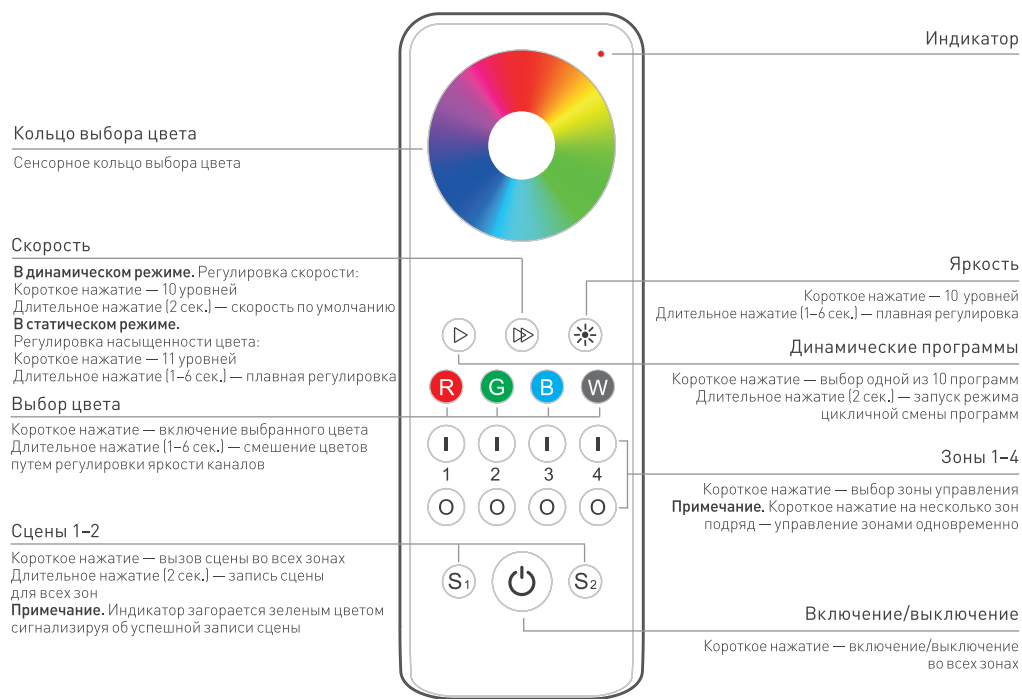 Индикатор
Кольцо выбора цвета
Сенсорное кольцо выбора цвета
Скорость
В динамическом режиме. Регулировка скорости:
Короткое нажатие — 10 уровней
Длительное нажатие (2 сек.) — скорость по умолчанию
В статическом режиме.
Регулировка насыщенности цвета:
Короткое нажатие — 11 уровней
Длительное нажатие (1–6 сек.) — плавная регулировка
Яркость
Короткое нажатие — 10 уровней
Длительное нажатие (1–6 сек.) — плавная регулировка
Динамические программы
Короткое нажатие — выбор одной из 10 программ
Длительное нажатие (2 сек.) — запуск режима
цикличной смены программ
R G B W
Выбор цвета
Короткое нажатие — включение выбранного цвета
Длительное нажатие (1–6 сек.) — смешение цветов
путем регулировки яркости каналов
I I I I
1 2 3 4
O O O O
Зоны 1–4
Короткое нажатие — выбор зоны управления
Примечание. Короткое нажатие на несколько зон
подряд — управление зонами одновременно
Сцены 1–2
Короткое нажатие — вызов сцены во всех зонах
Длительное нажатие (2 сек.) — запись сцены
для всех зон
Примечание. Индикатор загорается зеленым цветом
сигнализируя об успешной записи сцены
S1 S2
Включение/выключение
Короткое нажатие — включение/выключение
во всех зонах